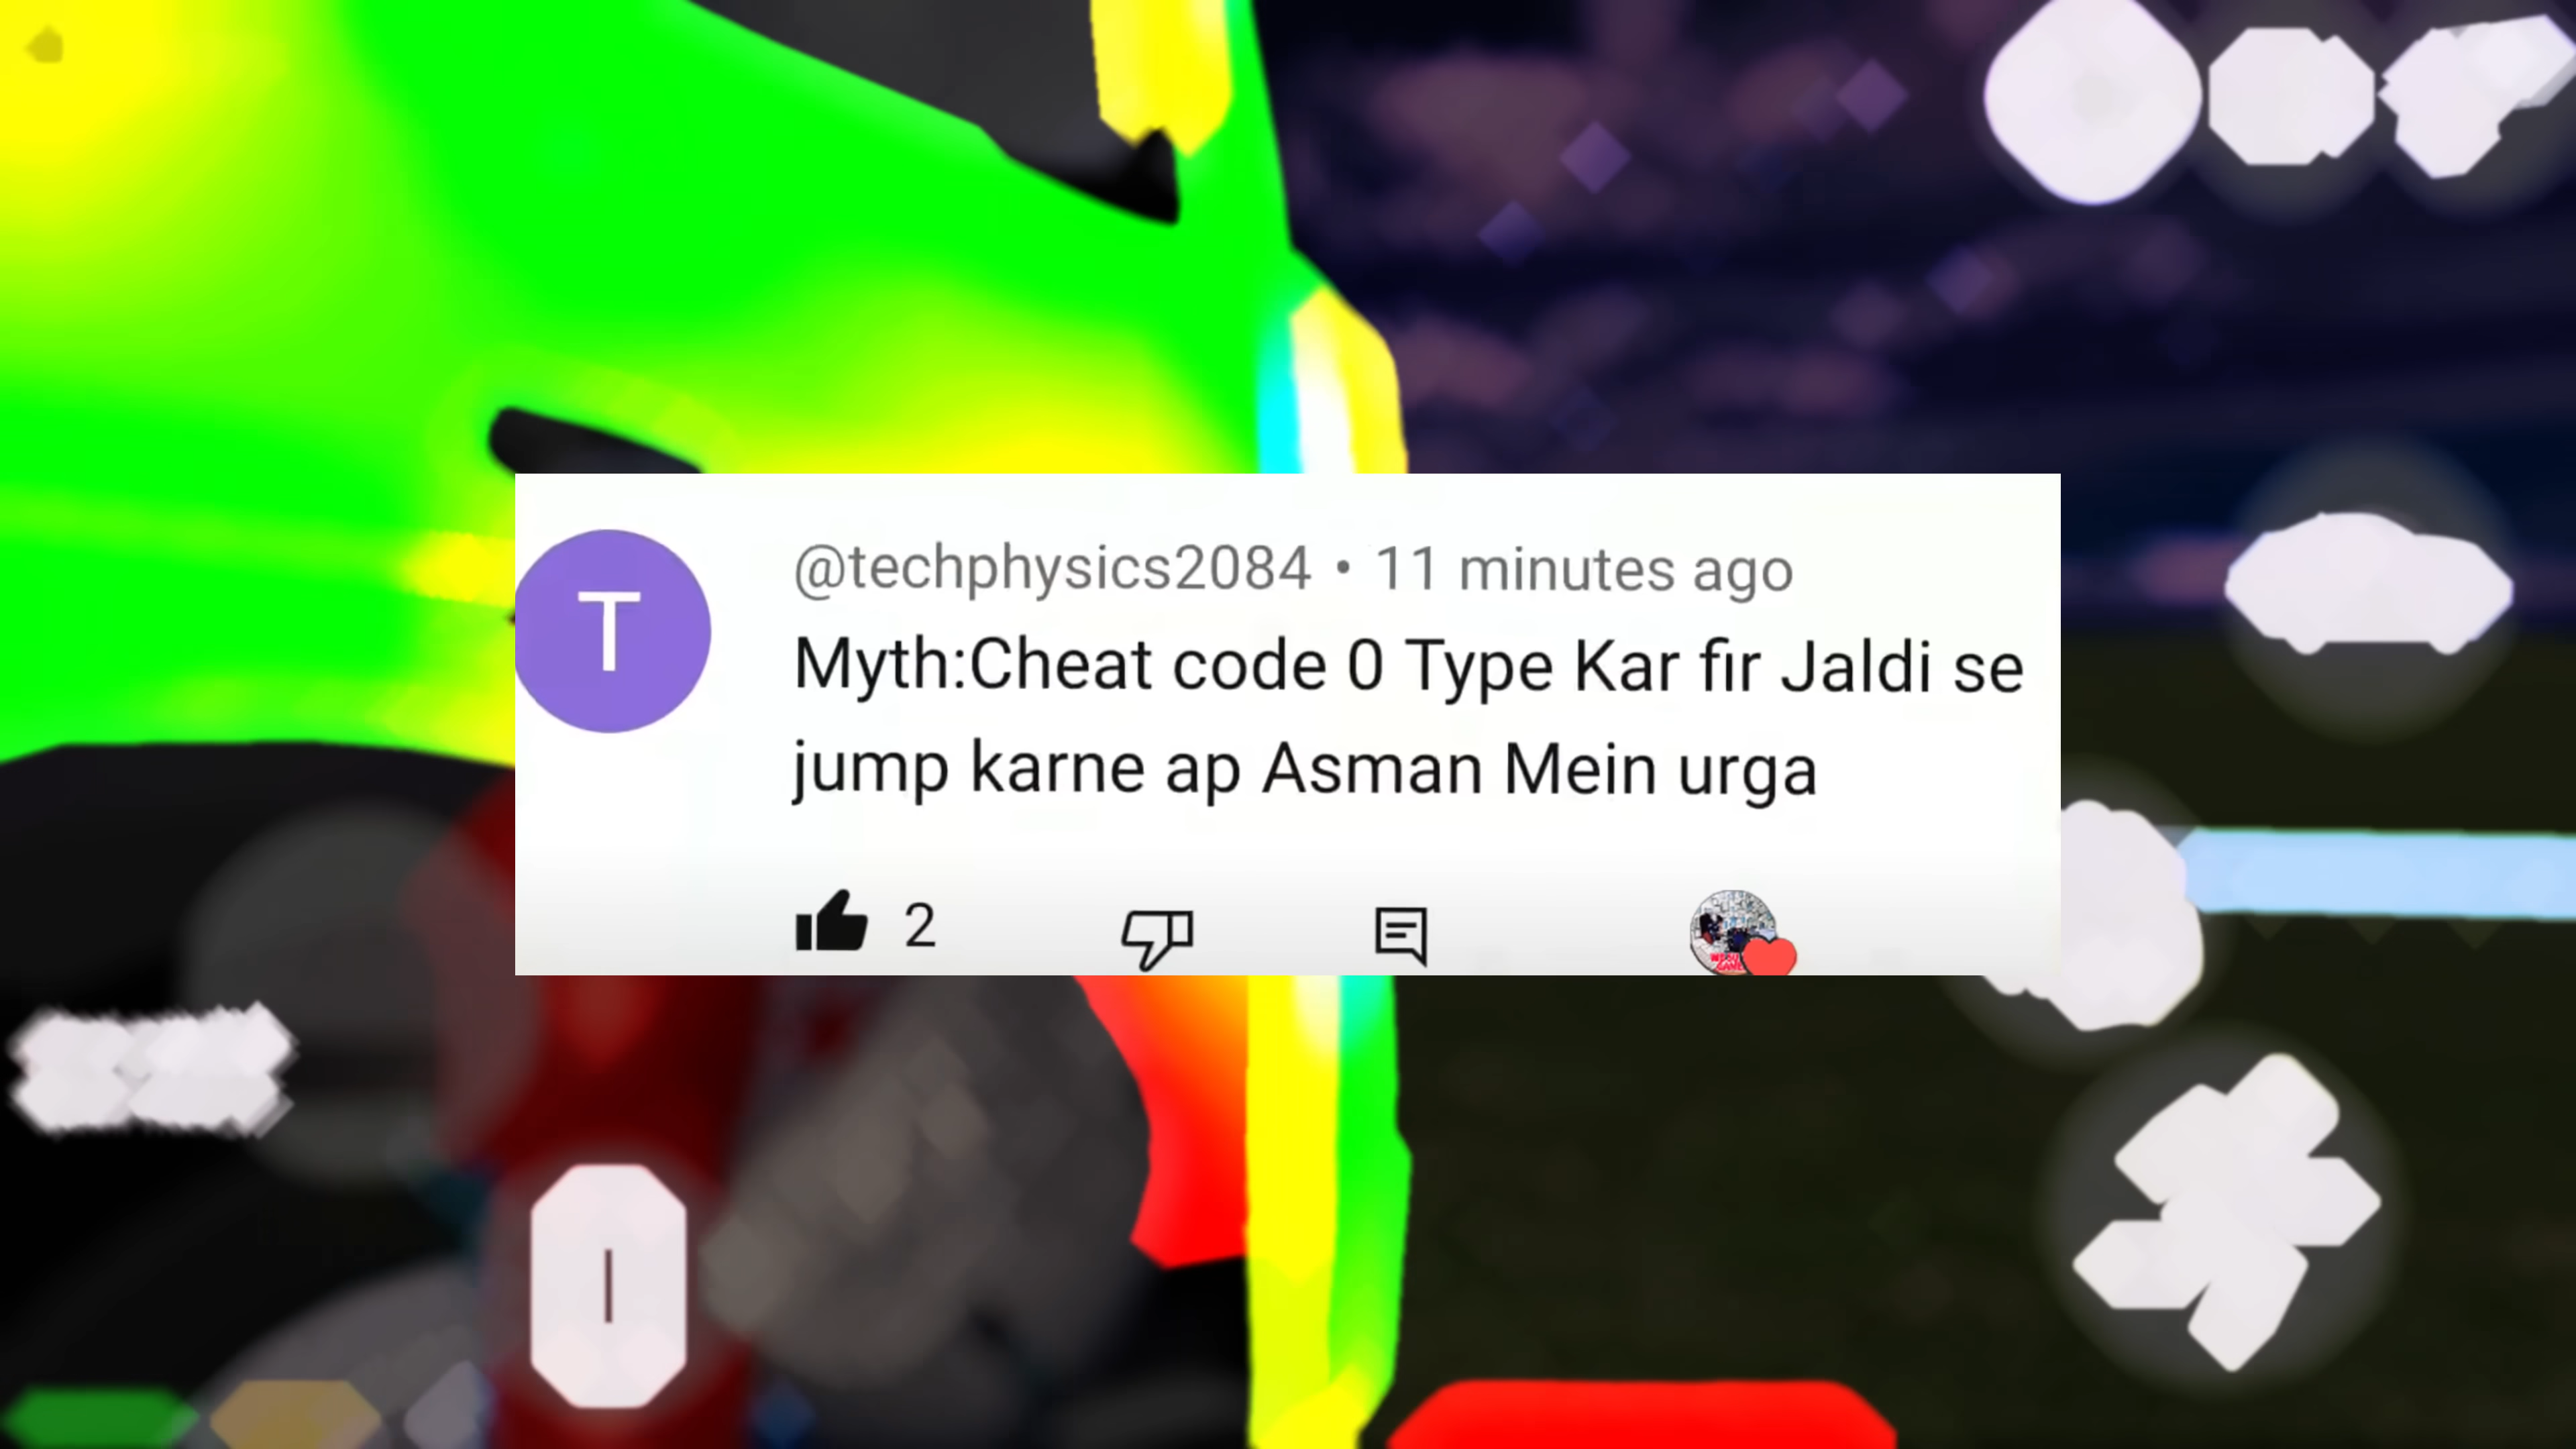 T
@techphysics2084 • 11 minutes ago
Myth:Cheat code 0 Type Kar fir Jaldi se
jump karne ap Asman Mein urga
2